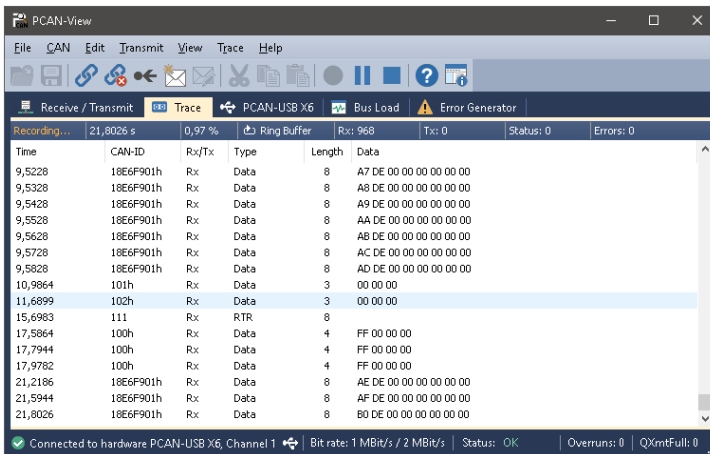 PCAN-View
File CAN Edit Transmit View Trace Help
Receive / Transmit Trace PCAN-USB X6 Bus Load Error Generator
Recording... 21,8026 s 0,97 % Ring Buffer Rx: 968 Tx: 0 Status: 0 Errors: 0
Time CAN-ID Rx/Tx Type Length Data
9,5228 18E6F901h Rx Data 8 A7 DE 00 00 00 00 00 00
9,5328 18E6F901h Rx Data 8 A8 DE 00 00 00 00 00 00
9,5428 18E6F901h Rx Data 8 A9 DE 00 00 00 00 00 00
9,5528 18E6F901h Rx Data 8 AA DE 00 00 00 00 00 00
9,5628 18E6F901h Rx Data 8 AB DE 00 00 00 00 00 00
9,5728 18E6F901h Rx Data 8 AC DE 00 00 00 00 00 00
9,5828 18E6F901h Rx Data 8 AD DE 00 00 00 00 00 00
10,9864 101h Rx Data 3 00 00 00
11,6899 102h Rx Data 3 00 00 00
15,6983 111 Rx RTR 8
17,5864 100h Rx Data 4 FF 00 00 00
17,7944 100h Rx Data 4 FF 00 00 00
17,9782 100h Rx Data 4 FF 00 00 00
21,2186 18E6F901h Rx Data 8 AE DE 00 00 00 00 00 00
21,5944 18E6F901h Rx Data 8 AF DE 00 00 00 00 00 00
21,8026 18E6F901h Rx Data 8 B0 DE 00 00 00 00 00 00
Connected to hardware PCAN-USB X6, Channel 1 Bit rate: 1 MBit/s / 2 MBit/s Status: OK Overruns: 0 QXmtFull: 0